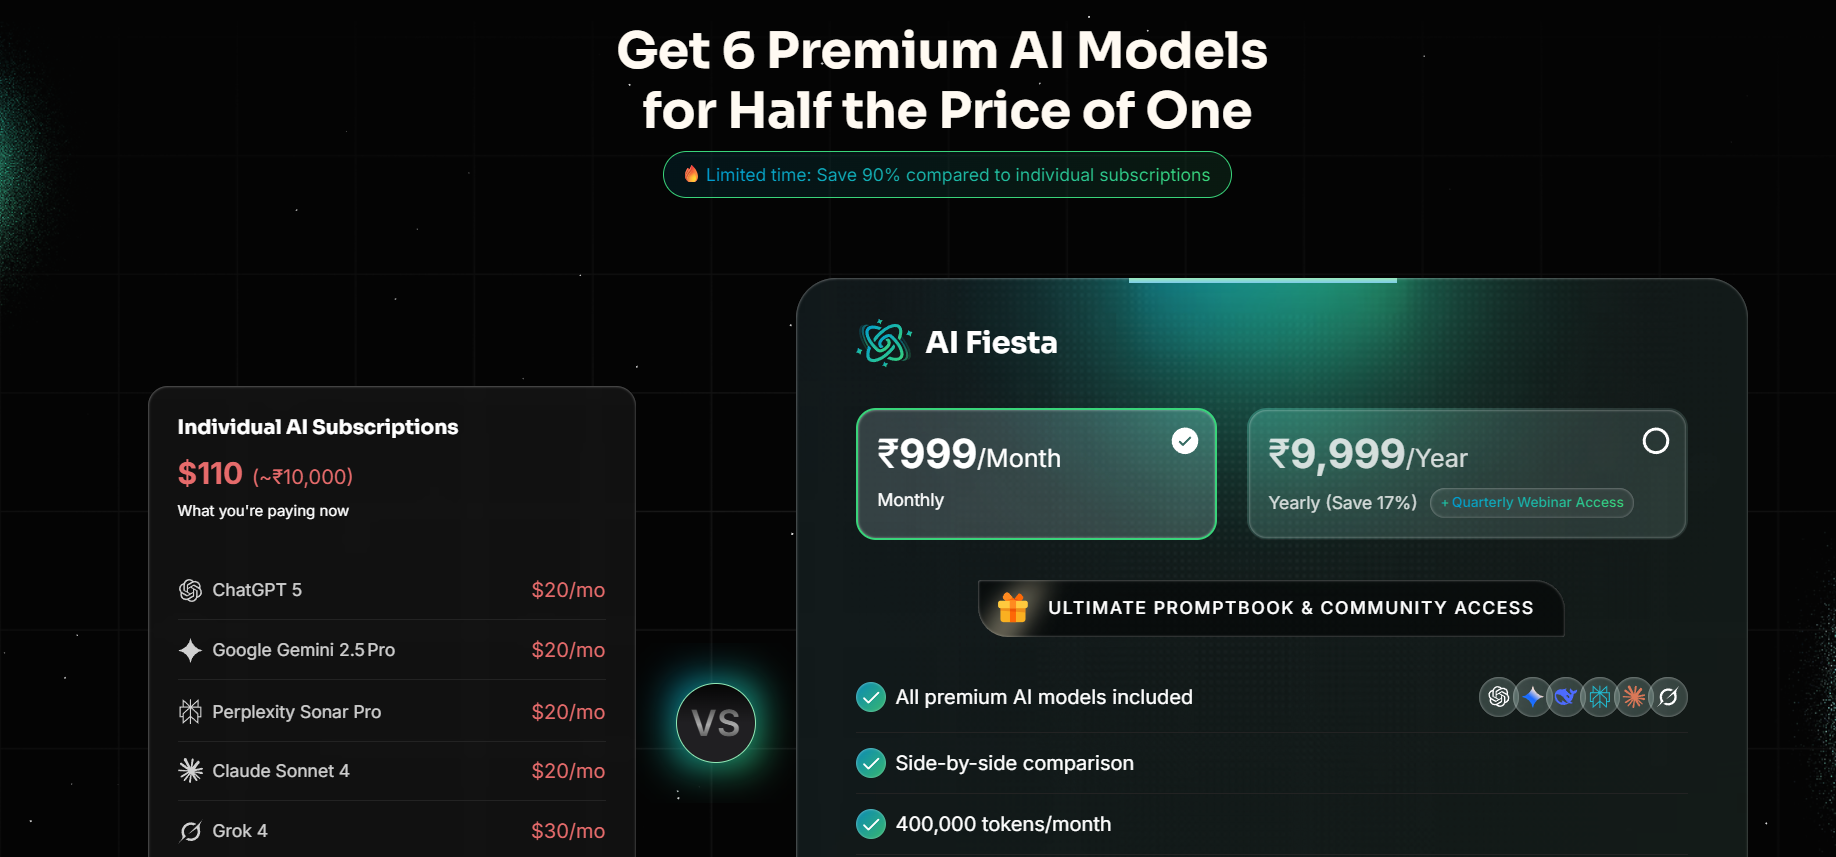 Get 6 Premium AI Models
for Half the Price of One
🔥 Limited time: Save 90% compared to individual subscriptions
Individual AI Subscriptions
$110 (~₹10,000)
What you're paying now
ChatGPT 5 $20/mo
Google Gemini 2.5 Pro $20/mo
Perplexity Sonar Pro $20/mo
Claude Sonnet 4 $20/mo
Grok 4 $30/mo
VS
AI Fiesta
₹999/Month
Monthly
₹9,999/Year
Yearly (Save 17%) + Quarterly Webinar Access
ULTIMATE PROMPTBOOK & COMMUNITY ACCESS
All premium AI models included
Side-by-side comparison
400,000 tokens/month